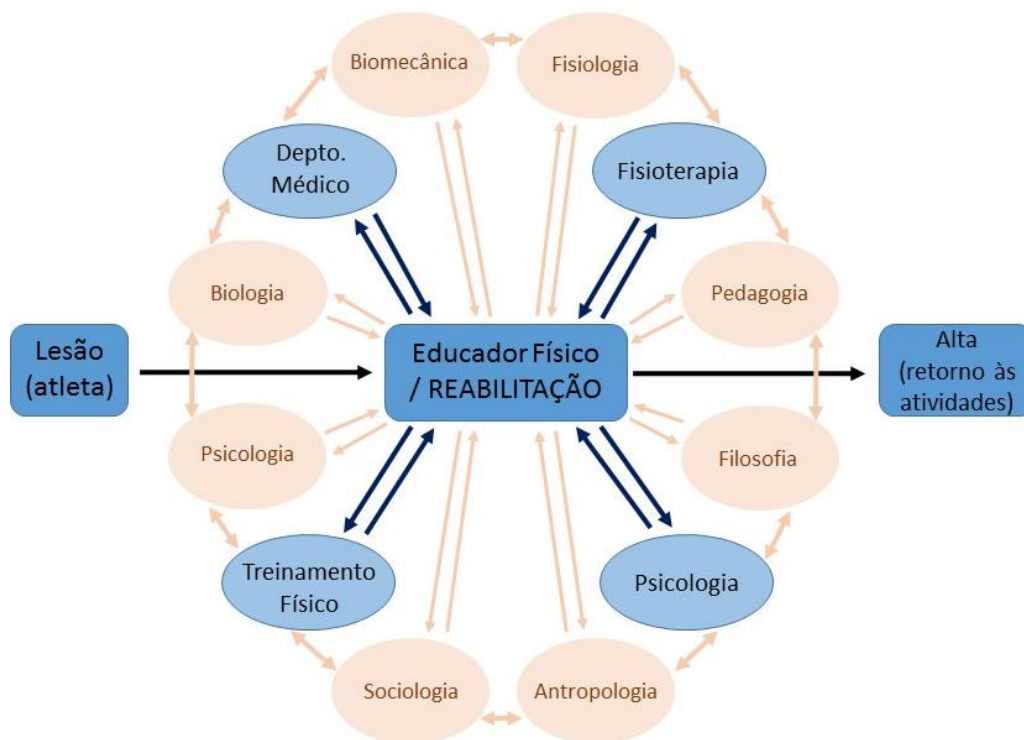 Biomecânica
Fisiologia
Depto.
Médico
Fisioterapia
Biologia
Pedagogia
Lesão
(atleta)
Educador Físico
/ REABILITAÇÃO
Alta
(retorno às
atividades)
Psicologia
Filosofia
Treinamento
Físico
Psicologia
Sociologia
Antropologia